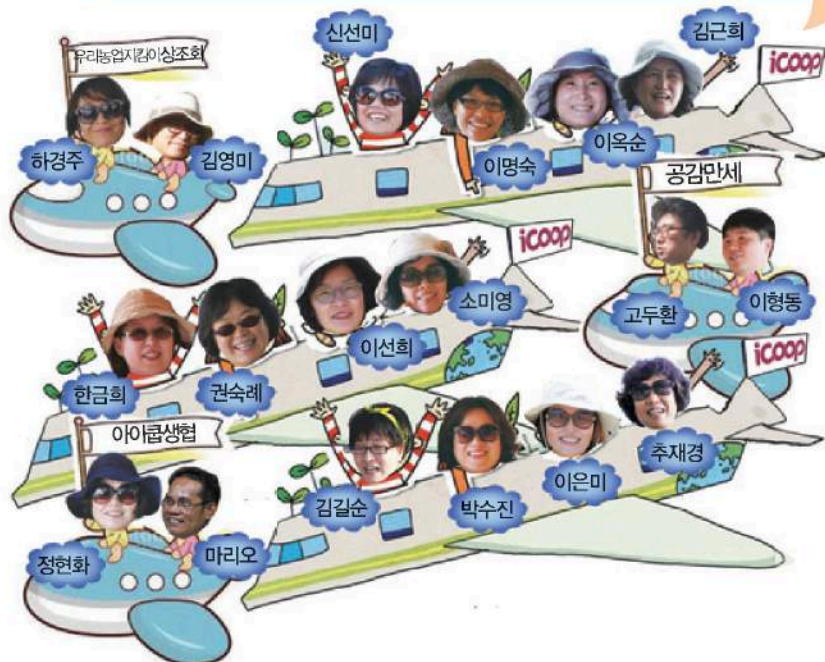 신선미
김근희
우리농업지킴이상조회
iCOOP
하경주
김영미
이명숙
이옥순
공감만세
iCOOP
소미영
고두환
이형동
이선희
한금희
권숙례
iCOOP
아이쿱생협
추재경
이은미
김길순
박수진
정현화
마리오